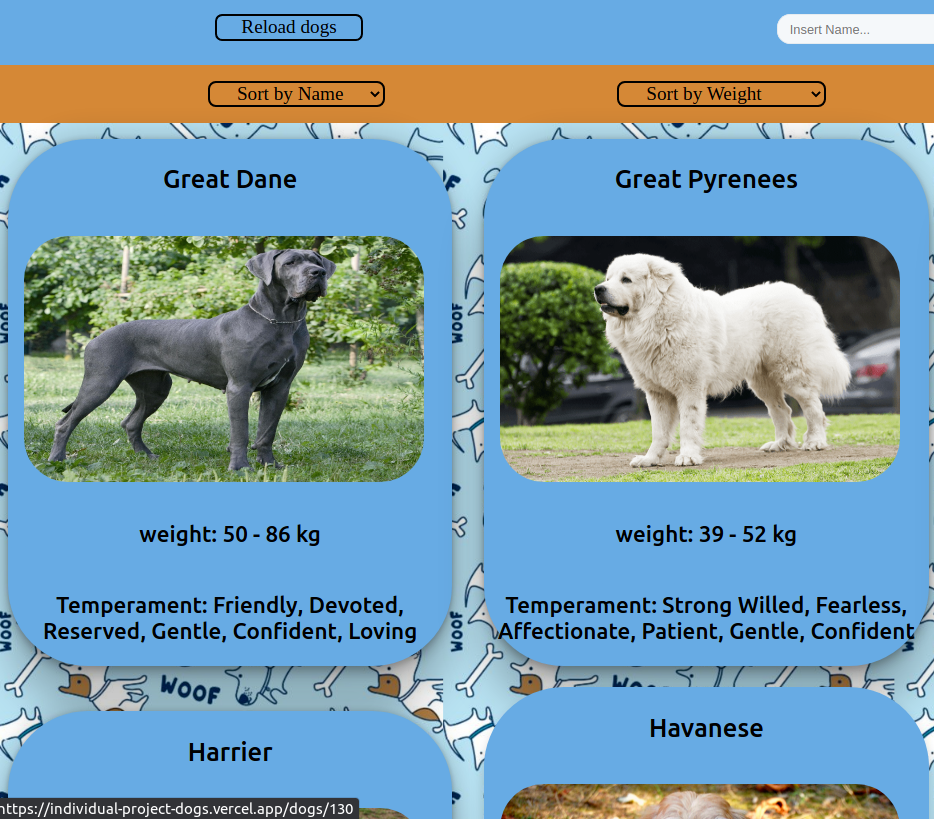 Reload dogs
Insert Name...
Sort by Name
Sort by Weight
Great Dane
Great Pyrenees
weight: 50 - 86 kg
weight: 39 - 52 kg
Temperament: Friendly, Devoted,
Reserved, Gentle, Confident, Loving
Temperament: Strong Willed, Fearless,
Affectionate, Patient, Gentle, Confident
WOOF
WOOF
WOOF
WOOF
WOOF
Harrier
Havanese
https://individual-project-dogs.vercel.app/dogs/130